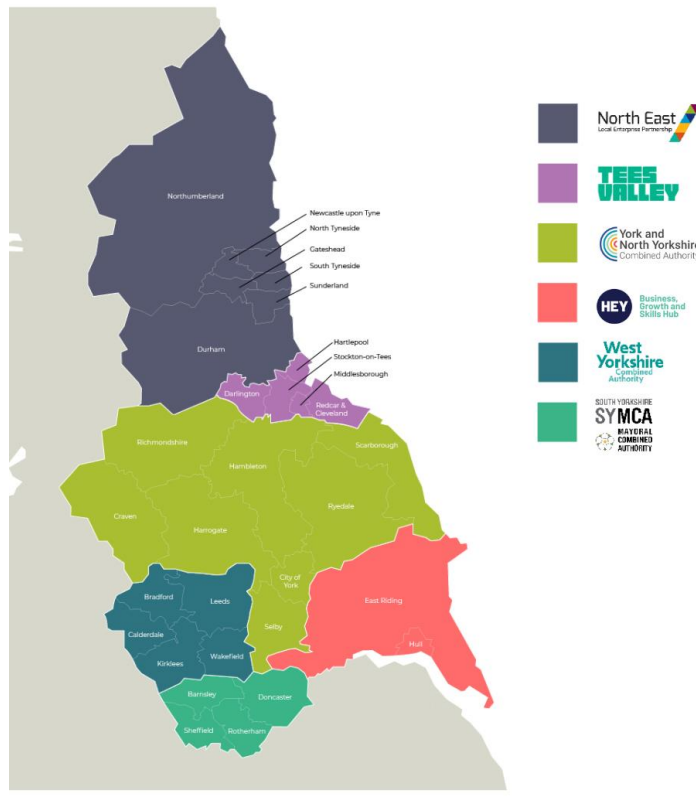 Northumberland
Newcastle upon Tyne
North Tyneside
Gateshead
South Tyneside
Sunderland
Durham
Hartlepool
Stockton-on-Tees
Middlesborough
Darlington
Redcar &
Cleveland
Richmondshire
Scarborough
Hambleton
Ryedale
Craven
Harrogate
City of
York
Selby
East Riding
Hull
Bradford
Leeds
Calderdale
Kirklees
Wakefield
Barnsley
Doncaster
Sheffield
Rotherham
North East
Local Enterprise Partnership
TEES
VALLEY
York and
North Yorkshire
Combined Authority
HEY
Business,
Growth and
Skills Hub
West
Yorkshire
Combined
Authority
SOUTH YORKSHIRE
SYMCA
MAYORAL
COMBINED
AUTHORITY